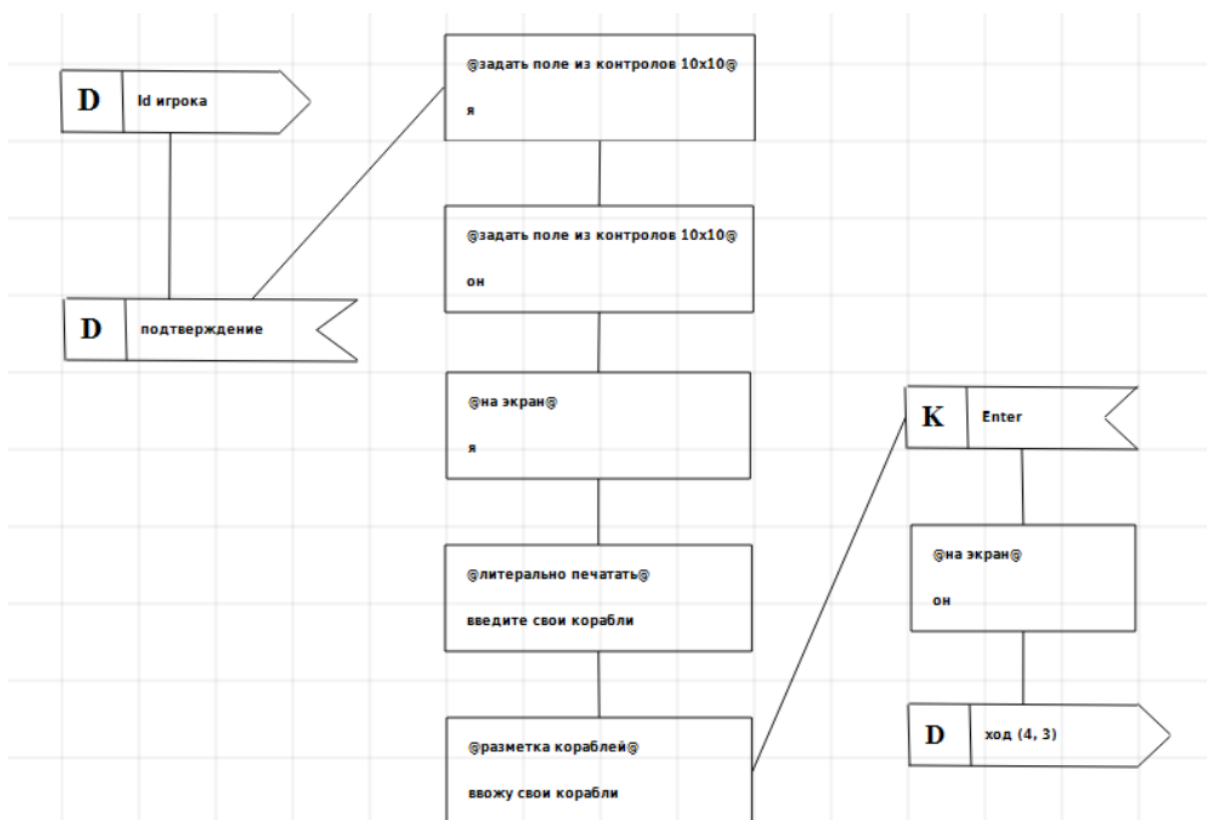 D
Id игрока
D
подтверждение
@задать поле из контролов 10x10@
я
@задать поле из контролов 10x10@
он
@на экран@
я
@литерально печатать@
введите свои корабли
@разметка кораблей@
ввожу свои корабли
K
Enter
@на экран@
он
D
ход (4, 3)